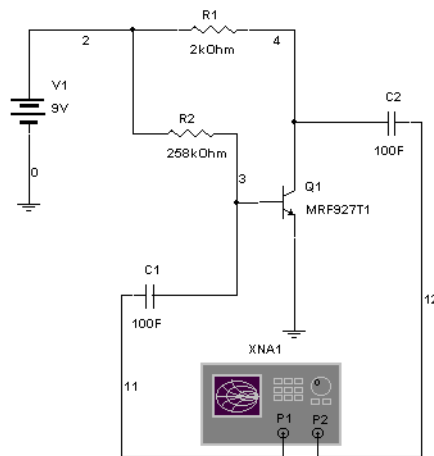 R1
2
2kOhm
4
V1
9V
C2
R2
100F
258kOhm
0
3
Q1
MRF927T1
C1
100F
12
XNA1
11
P1 P2